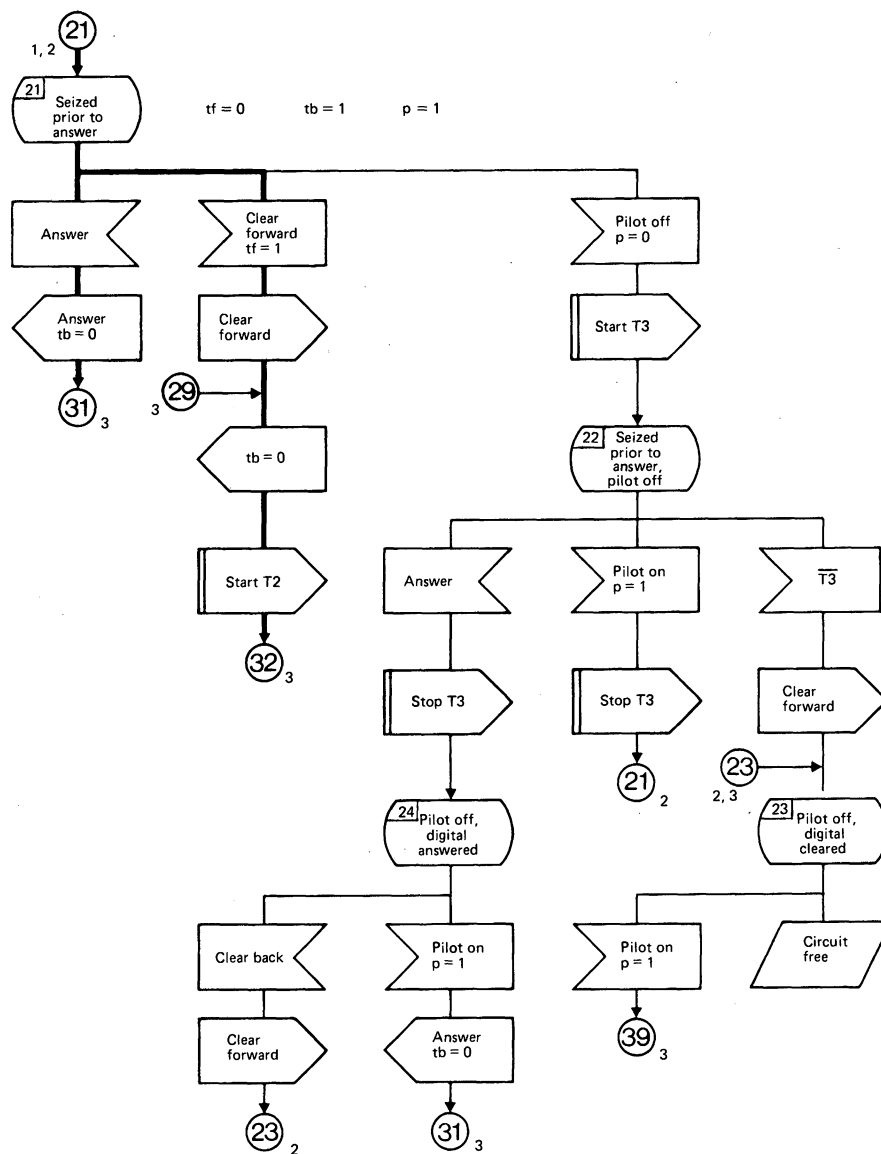 21
1, 2
21
Seized
prior to
answer
tf = 0 tb = 1 p = 1
Answer
Clear
forward
tf = 1
Pilot off
p = 0
Answer
tb = 0
Clear
forward
Start T3
31
3
29
3
22
Seized
prior to
answer,
pilot off
tb = 0
Start T2
Answer
Pilot on
p = 1
T3
32
3
Stop T3
Stop T3
Clear
forward
21
2
23
2, 3
24
Pilot off,
digital
answered
23
Pilot off,
digital
cleared
Clear back
Pilot on
p = 1
Pilot on
p = 1
Circuit
free
Clear
forward
Answer
tb = 0
39
3
23
2
31
3